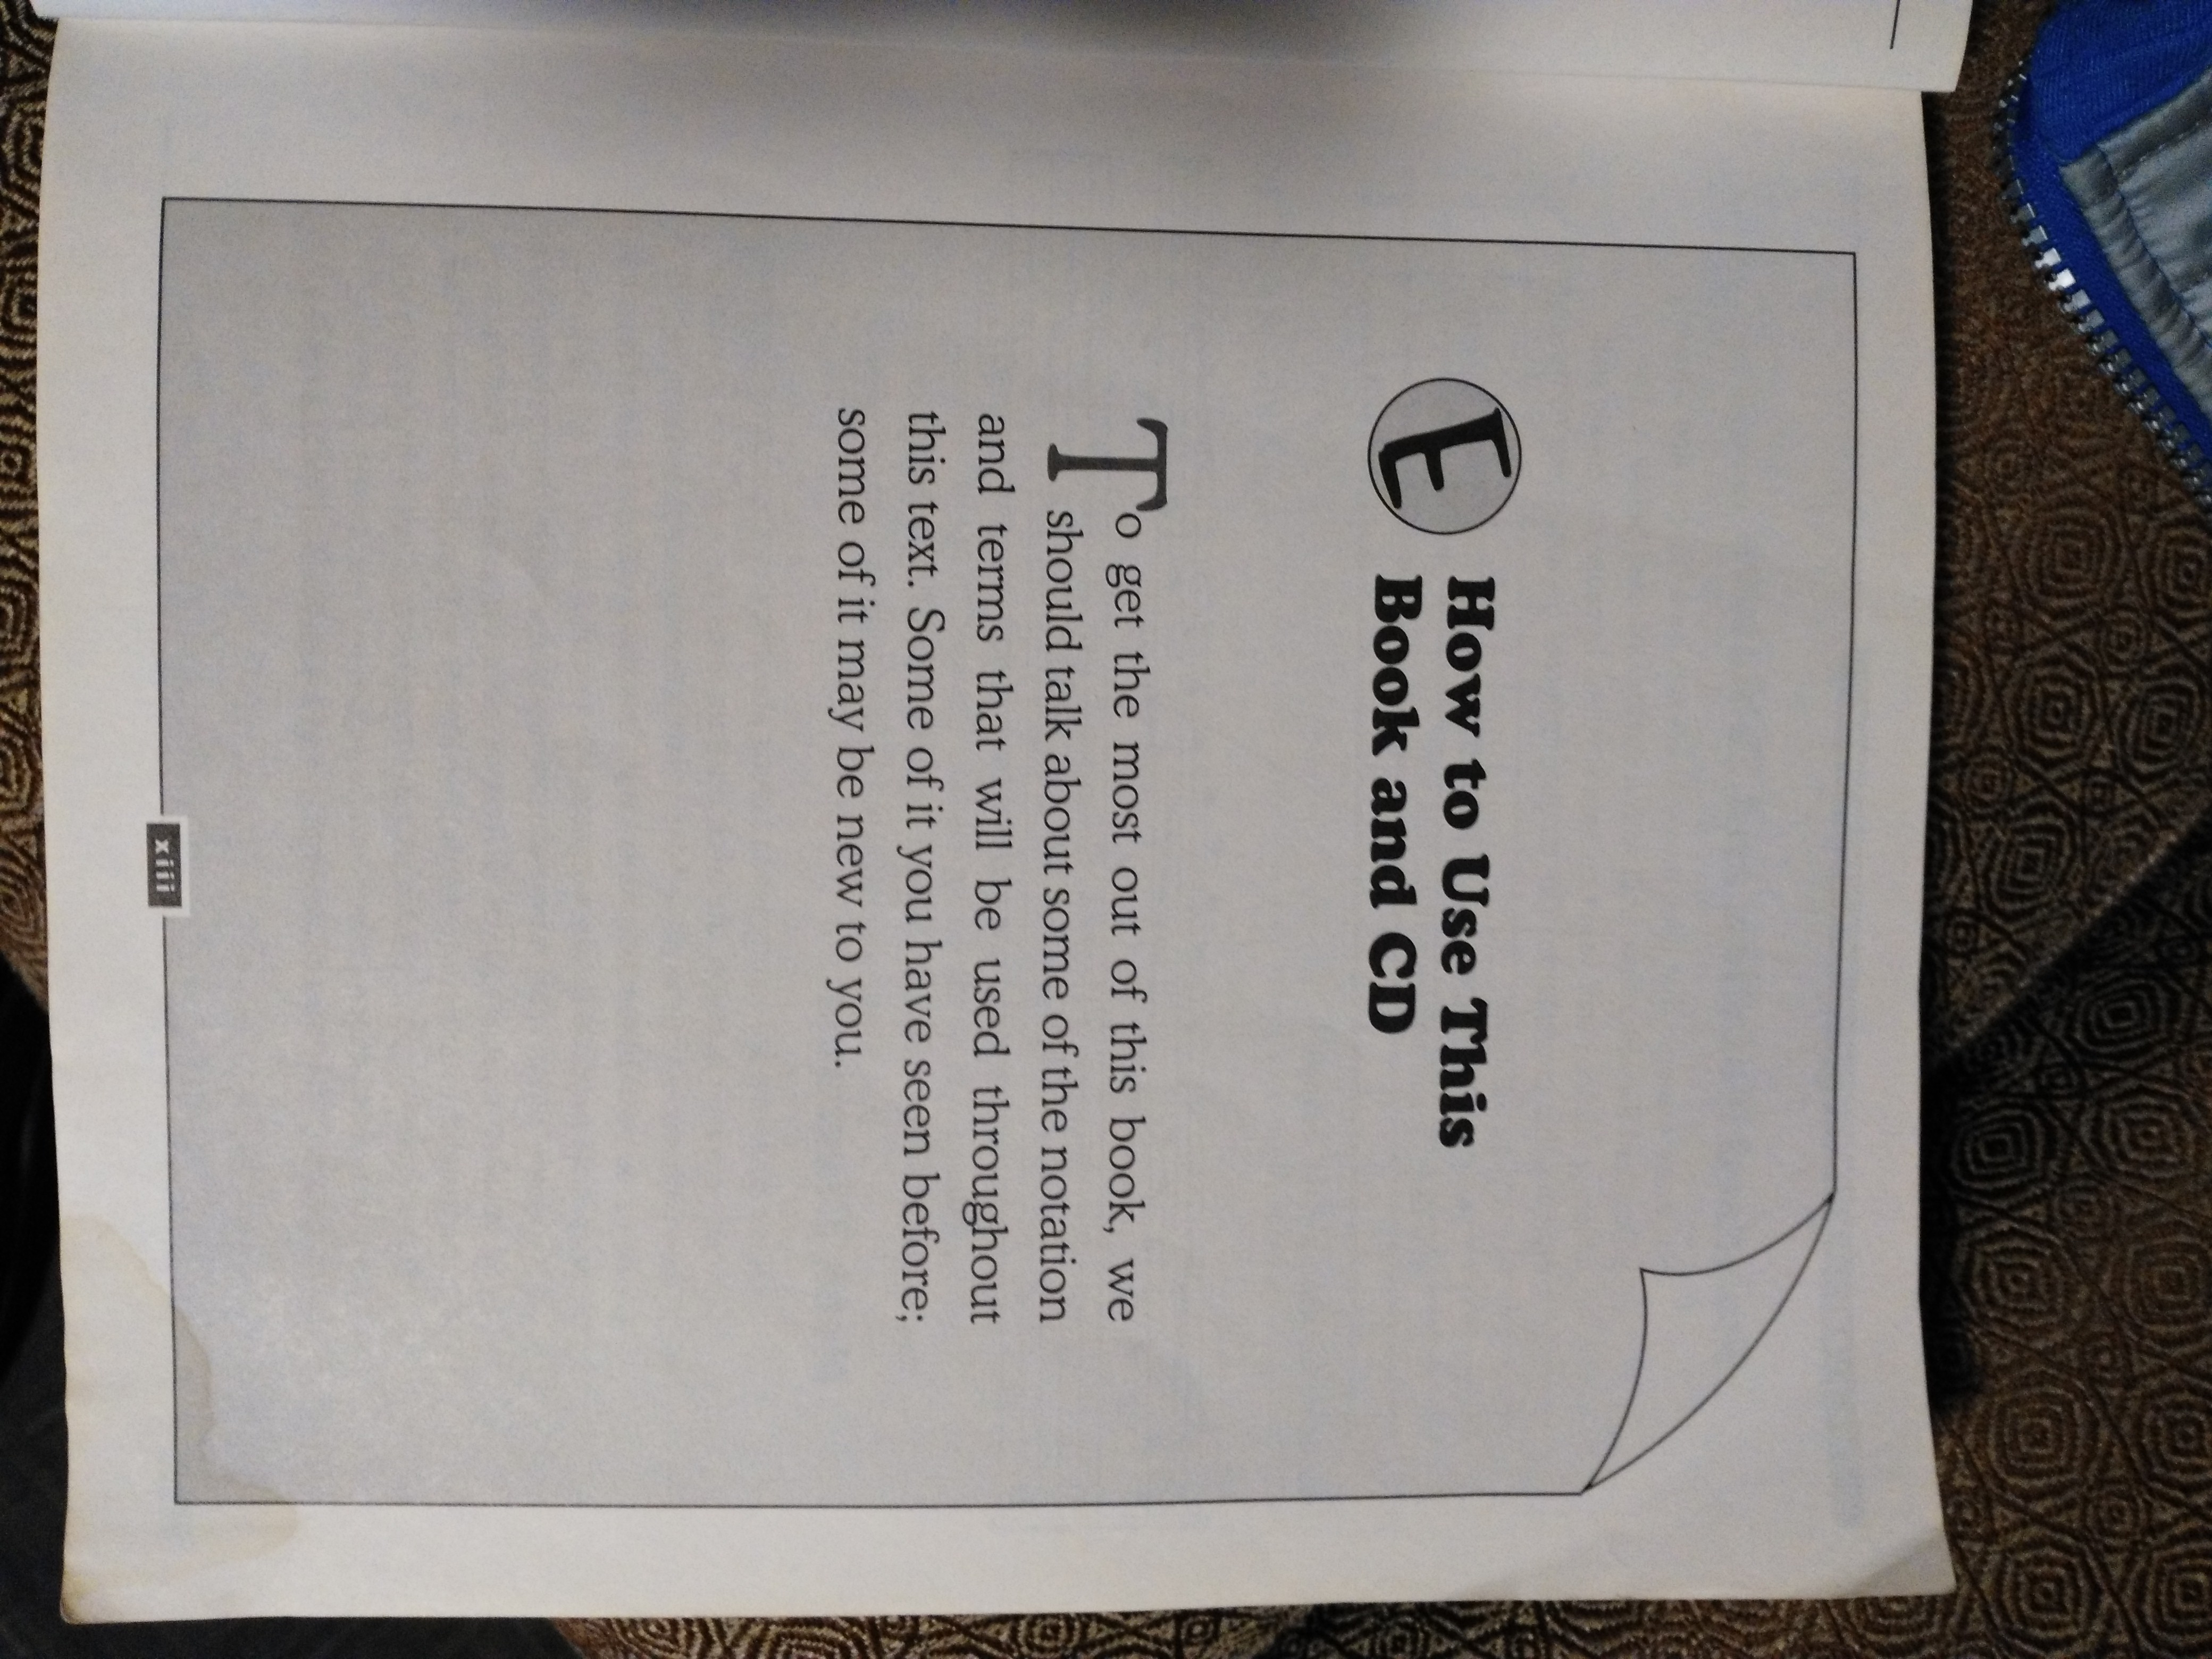 E
How to Use This
Book and CD
To get the most out of this book, we
should talk about some of the notation
and terms that will be used throughout
this text. Some of it you have seen before;
some of it may be new to you.
xiii